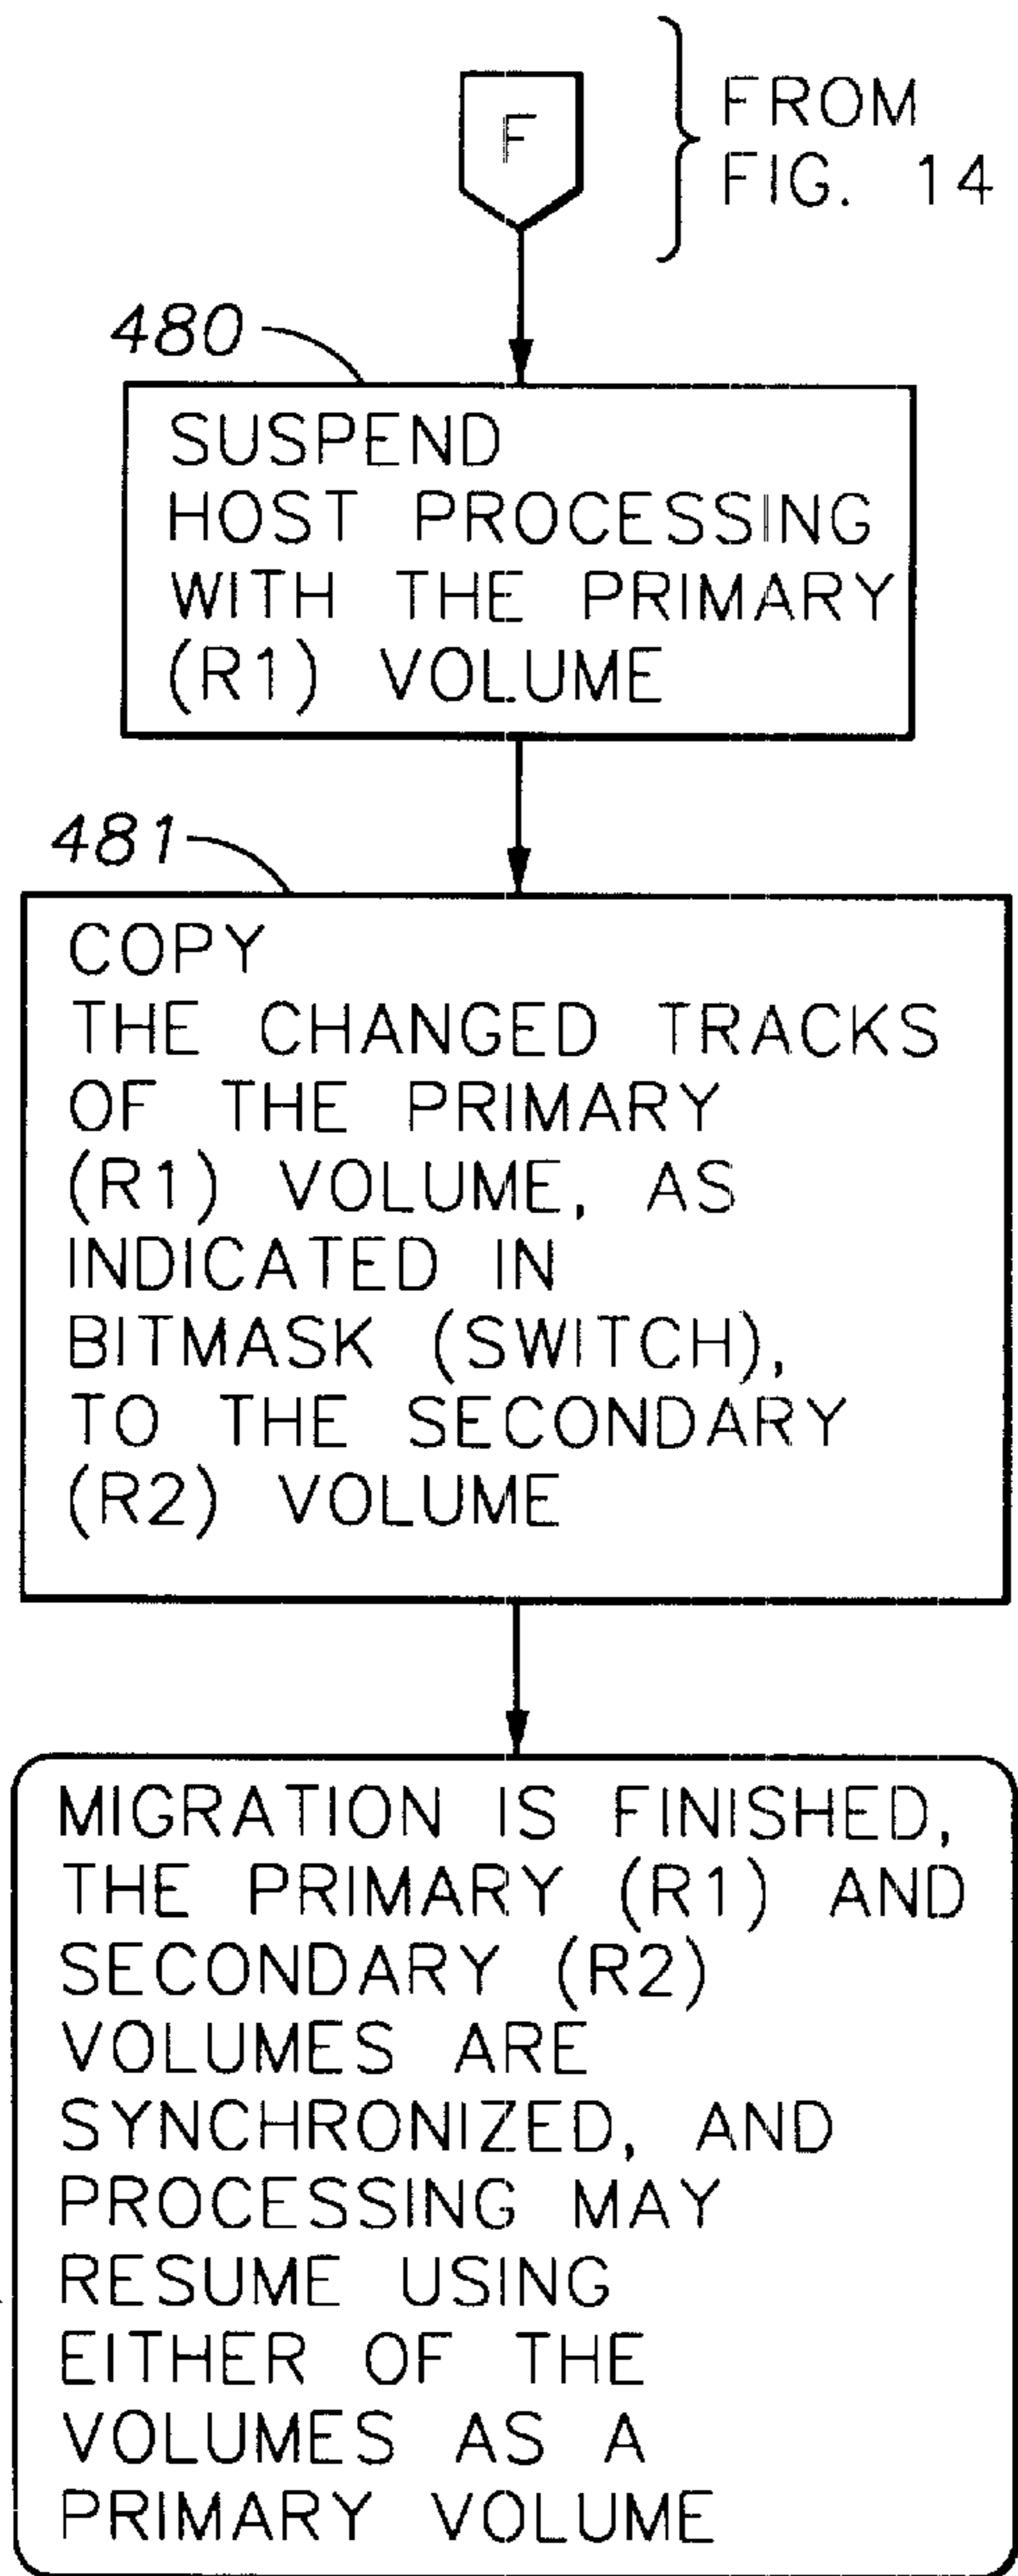 F
FROM
FIG. 14
480
SUSPEND
HOST PROCESSING
WITH THE PRIMARY
(R1) VOLUME
481
COPY
THE CHANGED TRACKS
OF THE PRIMARY
(R1) VOLUME, AS
INDICATED IN
BITMASK (SWITCH),
TO THE SECONDARY
(R2) VOLUME
MIGRATION IS FINISHED,
THE PRIMARY (R1) AND
SECONDARY (R2)
VOLUMES ARE
SYNCHRONIZED, AND
PROCESSING MAY
RESUME USING
EITHER OF THE
VOLUMES AS A
PRIMARY VOLUME